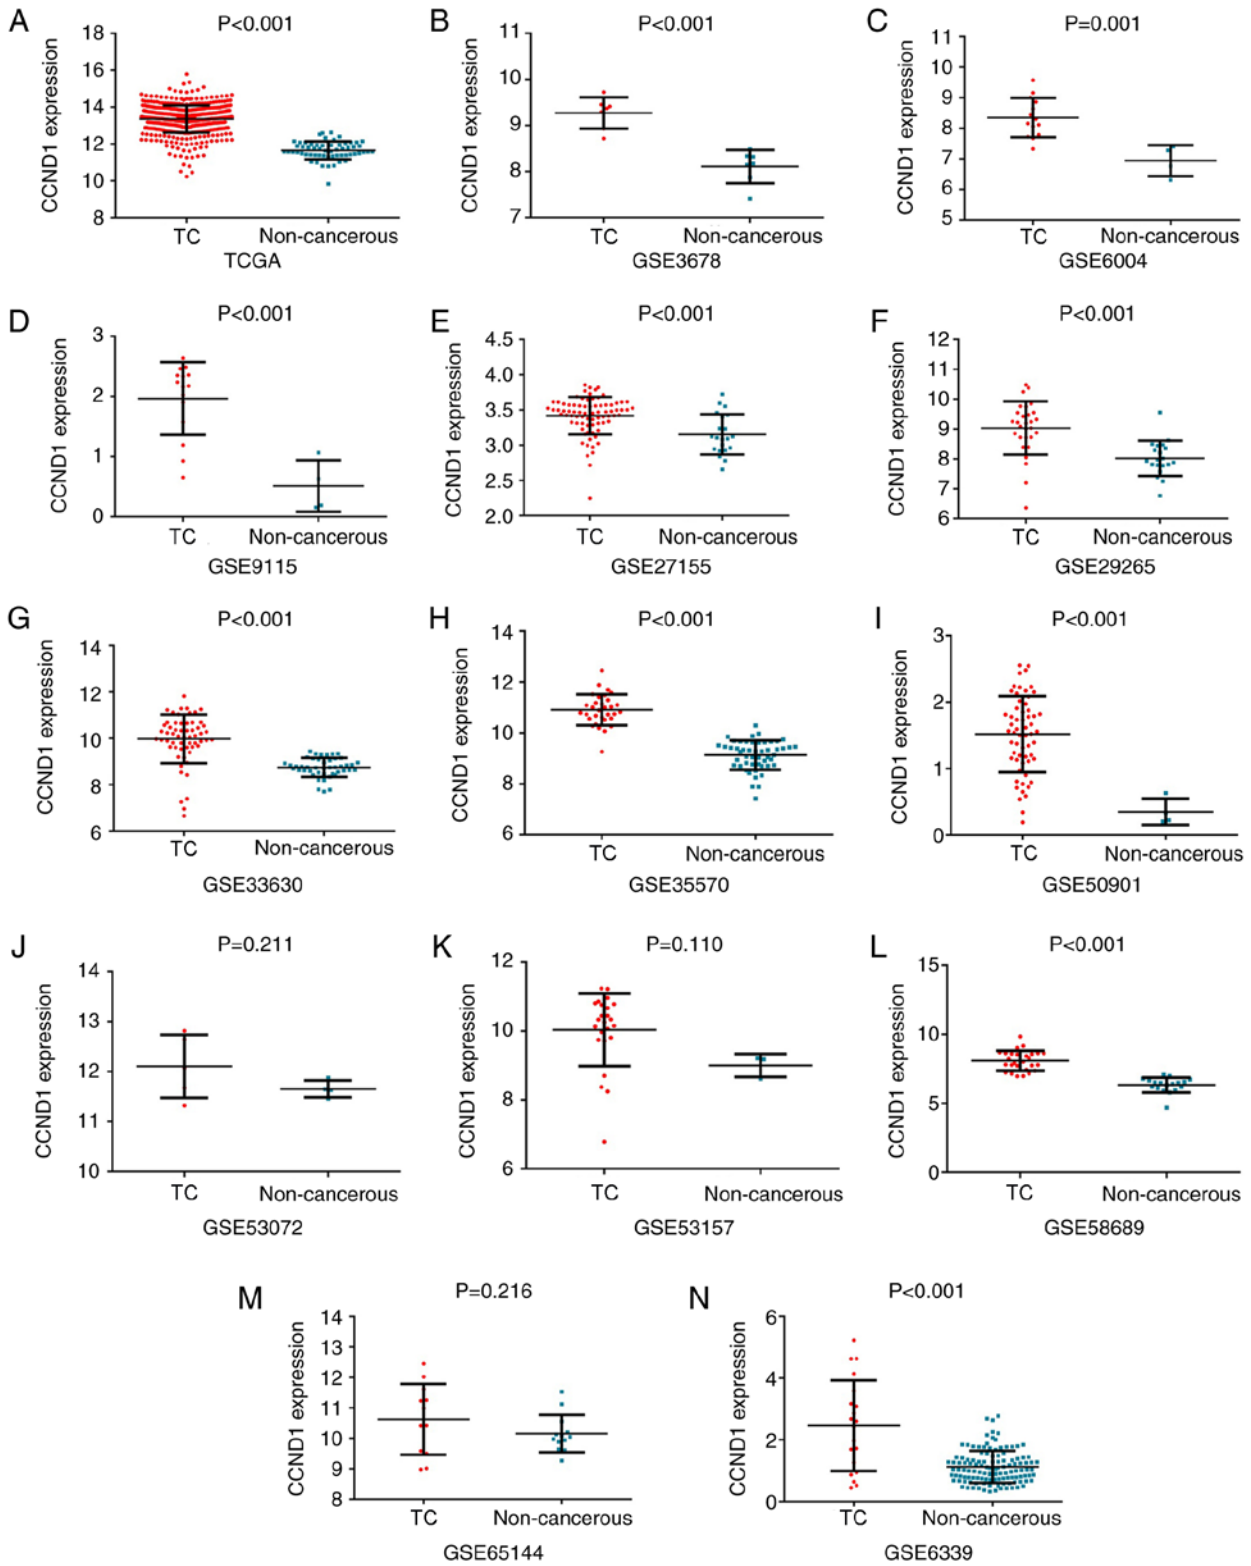 A P<0.001
CCND1 expression
18
16
14
12
10
8
TC Non-cancerous
TCGA
B P<0.001
CCND1 expression
11
10
9
8
7
TC Non-cancerous
GSE3678
C P=0.001
CCND1 expression
11
10
9
8
7
6
5
TC Non-cancerous
GSE6004
D P<0.001
CCND1 expression
3
2
1
0
TC Non-cancerous
GSE9115
E P<0.001
CCND1 expression
4.5
4.0
3.5
3.0
2.5
2.0
TC Non-cancerous
GSE27155
F P<0.001
CCND1 expression
12
11
10
9
8
7
6
TC Non-cancerous
GSE29265
G P<0.001
CCND1 expression
14
12
10
8
6
TC Non-cancerous
GSE33630
H P<0.001
CCND1 expression
14
12
10
8
6
TC Non-cancerous
GSE35570
I P<0.001
CCND1 expression
3
2
1
0
TC Non-cancerous
GSE50901
J P=0.211
CCND1 expression
14
13
12
11
10
TC Non-cancerous
GSE53072
K P=0.110
CCND1 expression
12
10
8
6
TC Non-cancerous
GSE53157
L P<0.001
CCND1 expression
15
10
5
0
TC Non-cancerous
GSE58689
M P=0.216
CCND1 expression
14
13
12
11
10
9
8
TC Non-cancerous
GSE65144
N P<0.001
CCND1 expression
6
4
2
0
TC Non-cancerous
GSE6339